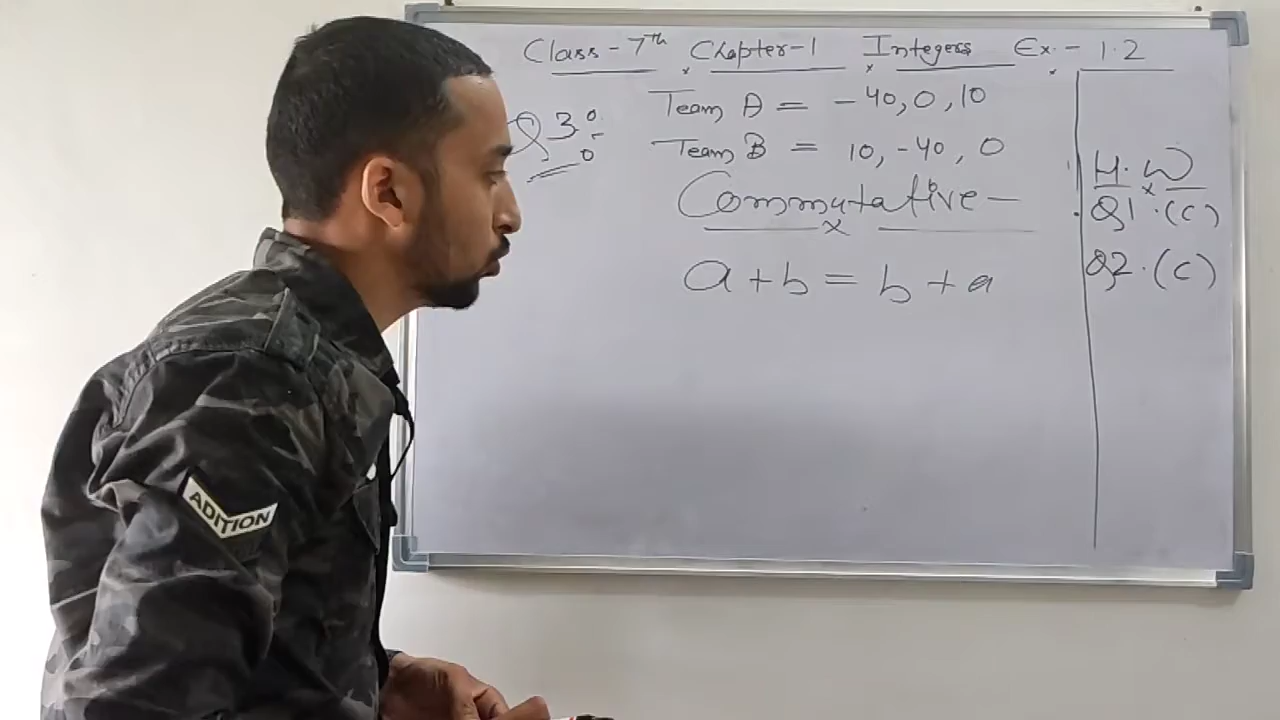 Class-7th Chapter-1 Integers Ex.- 1.2
Q3:-
Team A = -40, 0, 10
Team B = 10, -40, 0
Commutative-
a+b = b+a
H.W
Q1.(c)
Q2.(c)
ADITION